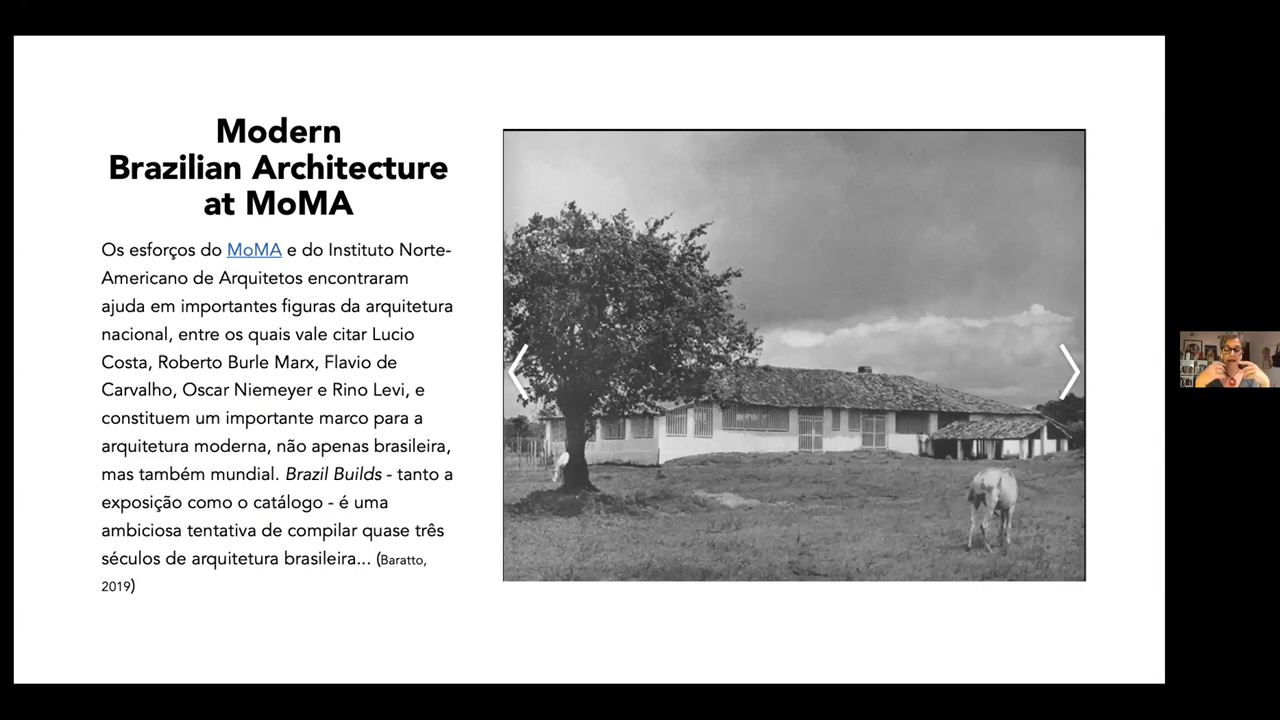 Modern
Brazilian Architecture
at MoMA
Os esforços do MoMA e do Instituto Norte-
Americano de Arquitetos encontraram
ajuda em importantes figuras da arquitetura
nacional, entre os quais vale citar Lucio
Costa, Roberto Burle Marx, Flavio de
Carvalho, Oscar Niemeyer e Rino Levi, e
constituem um importante marco para a
arquitetura moderna, não apenas brasileira,
mas também mundial. Brazil Builds - tanto a
exposição como o catálogo - é uma
ambiciosa tentativa de compilar quase três
séculos de arquitetura brasileira... (Baratto,
2019)